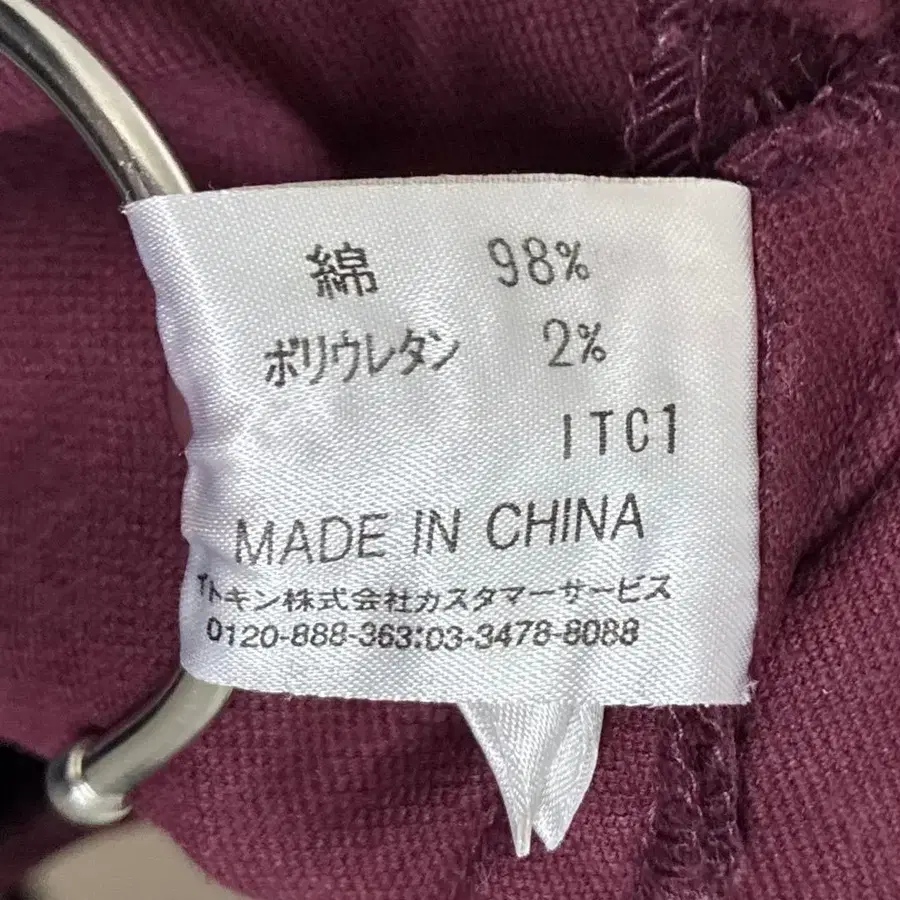 綿 98%
ポリウレタン 2%
ITC1
MADE IN CHINA
イトキン株式会社カスタマーサービス
0120-888-363:03-3478-8088